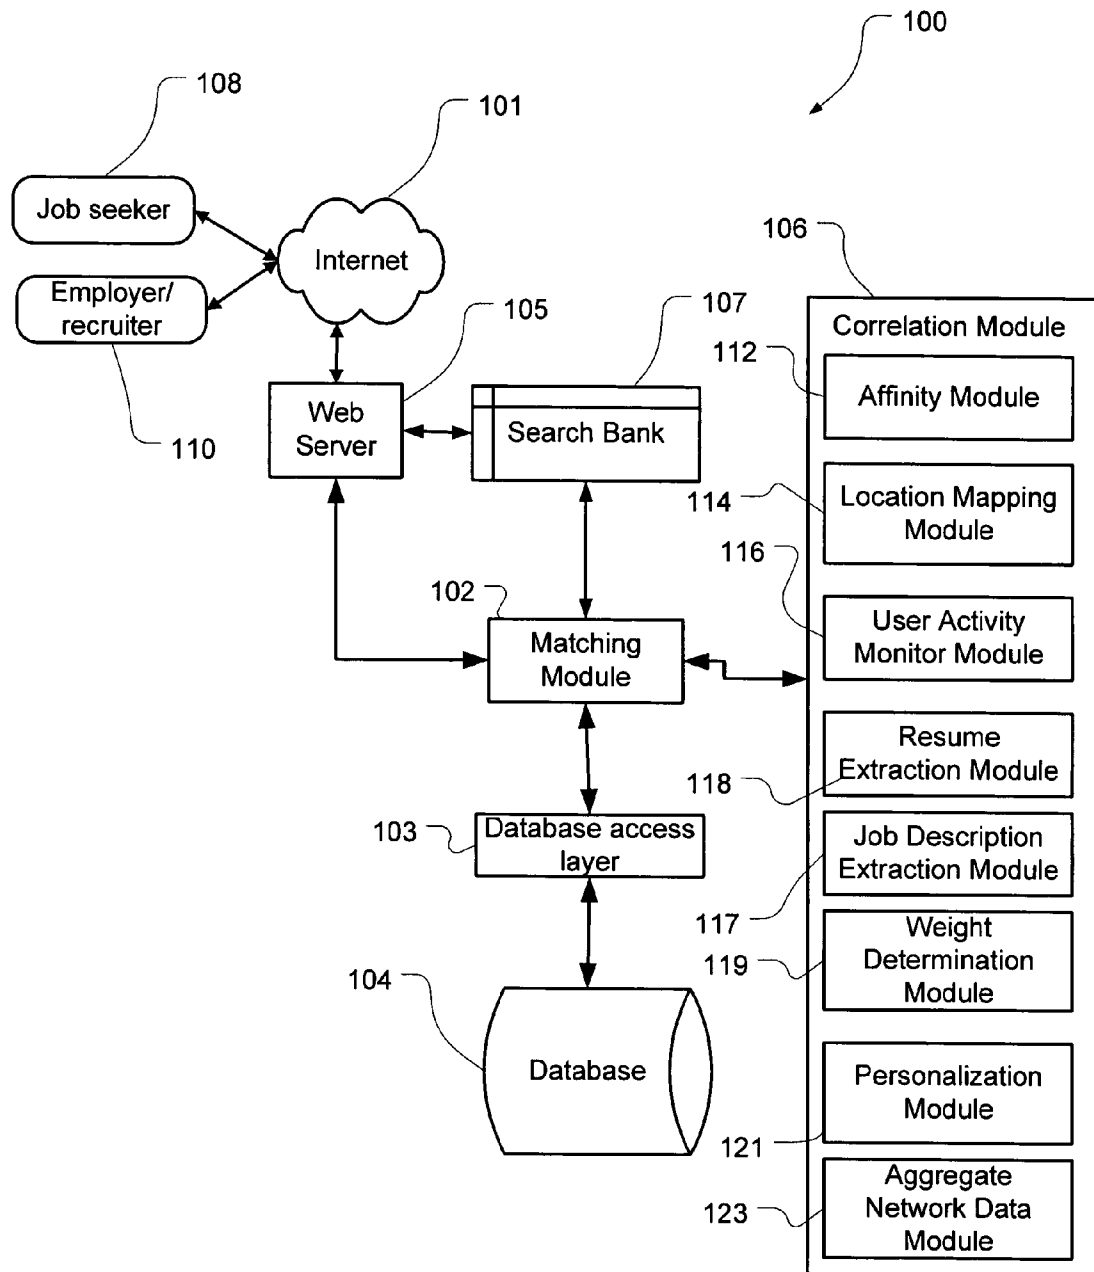 100
108
101
Job seeker
Internet
Employer/
recruiter
110
105
107
Web
Server
Search Bank
102
Matching
Module
103
Database access
layer
104
Database
106
Correlation Module
112
Affinity Module
114
Location Mapping
Module
116
User Activity
Monitor Module
Resume
Extraction Module
118
Job Description
Extraction Module
117
Weight
Determination
Module
119
Personalization
Module
121
Aggregate
Network Data
Module
123